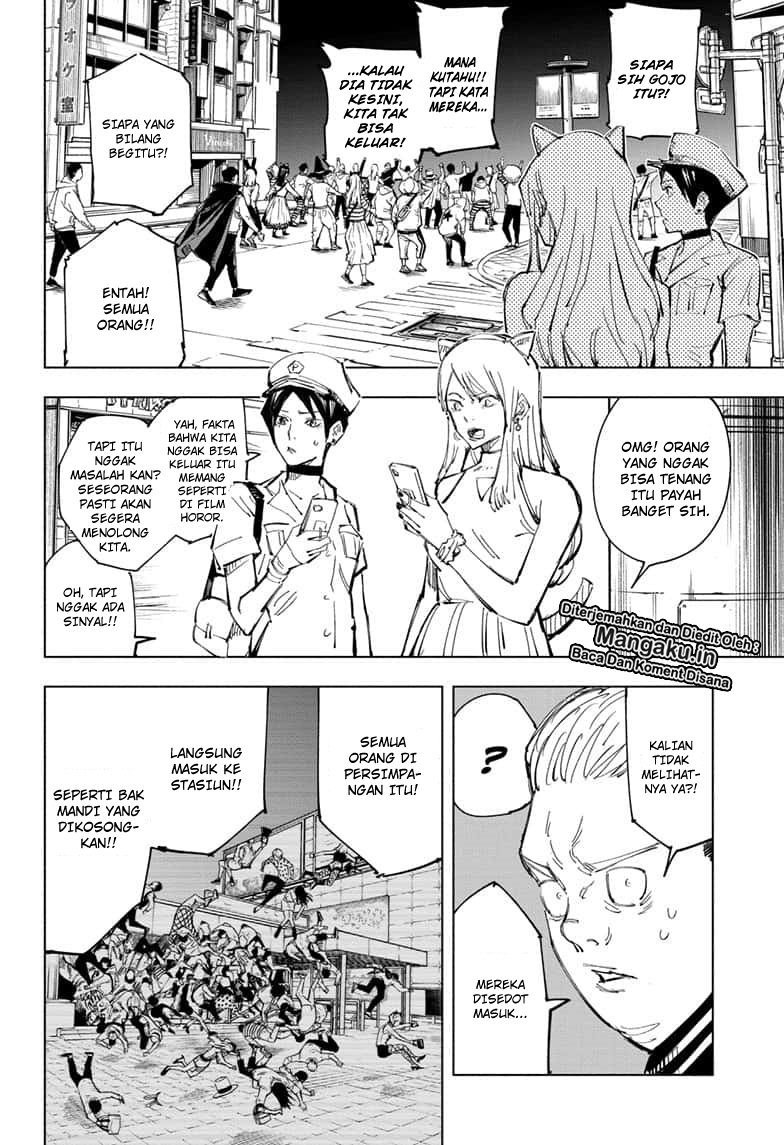 SIAPA
SIH GOJO
ITU?!
MANA
KUTAHU!!
TAPI KATA
MEREKA...
...KALAU
DIA TIDAK
KESINI,
KITA TAK
BISA
KELUAR!
SIAPA YANG
BILANG
BEGITU?!
ENTAH!
SEMUA
ORANG!!
ラオケ室
OMG! ORANG
YANG NGGAK
BISA TENANG
ITU PAYAH
BANGET SIH.
YAH, FAKTA
BAHWA KITA
NGGAK BISA
KELUAR ITU
MEMANG
SEPERTI
DI FILM
HOROR.
TAPI ITU
NGGAK
MASALAH KAN?
SESEORANG
PASTI AKAN
SEGERA
MENOLONG
KITA.
OH, TAPI
NGGAK ADA
SINYAL!!
P
Diterjemahkan dan Diedit Oleh:
Mangaku.in
Baca Dan Koment Disana
KALIAN
TIDAK
MELIHAT-
NYA YA?!
?
MEREKA
DISEDOT
MASUK...
SEMUA
ORANG DI
PERSIMPA-
NGAN ITU!
LANGSUNG
MASUK KE
STASIUN!!
SEPERTI BAK
MANDI YANG
DIKOSONG-
KAN!!